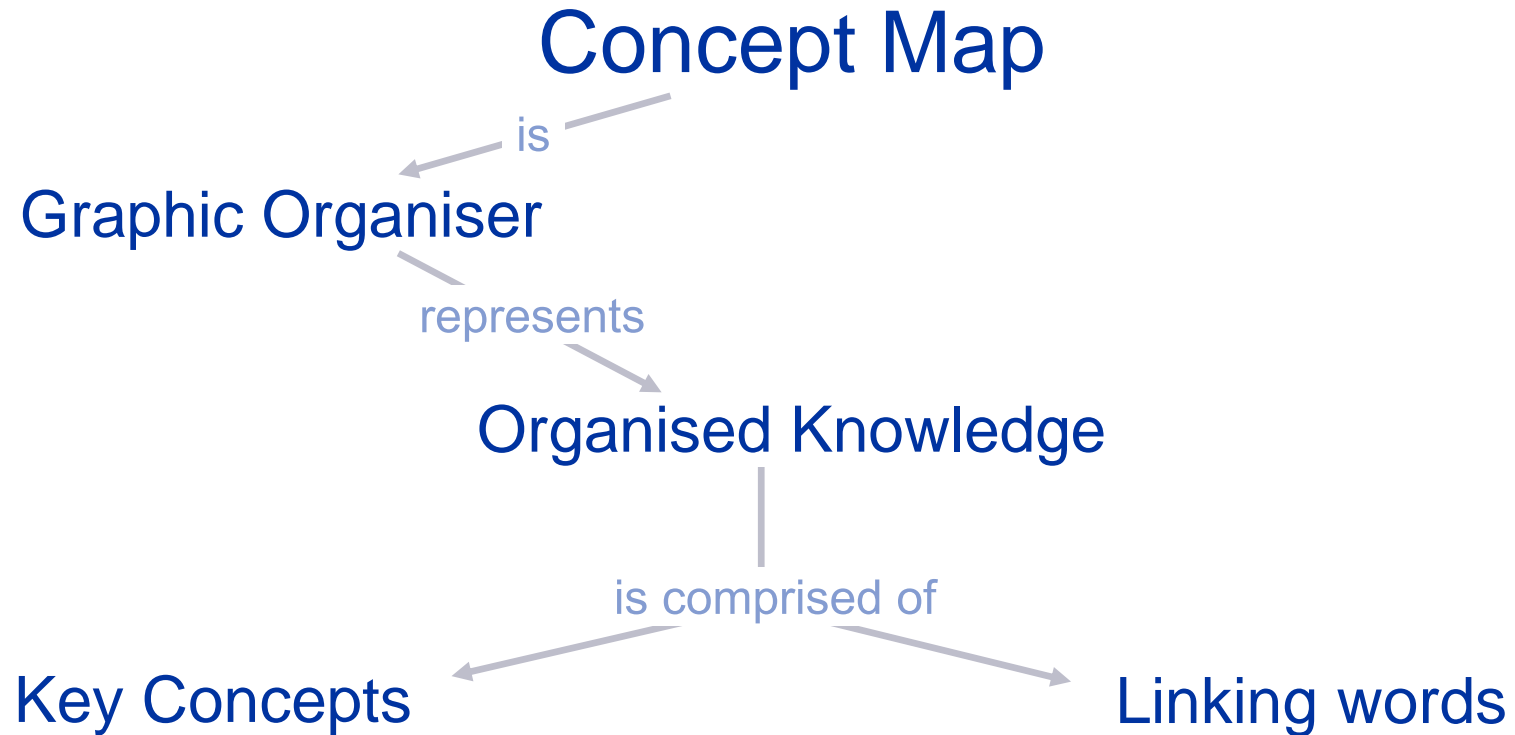 Concept Map
is
Graphic Organiser
represents
Organised Knowledge
is comprised of
Key Concepts
Linking words